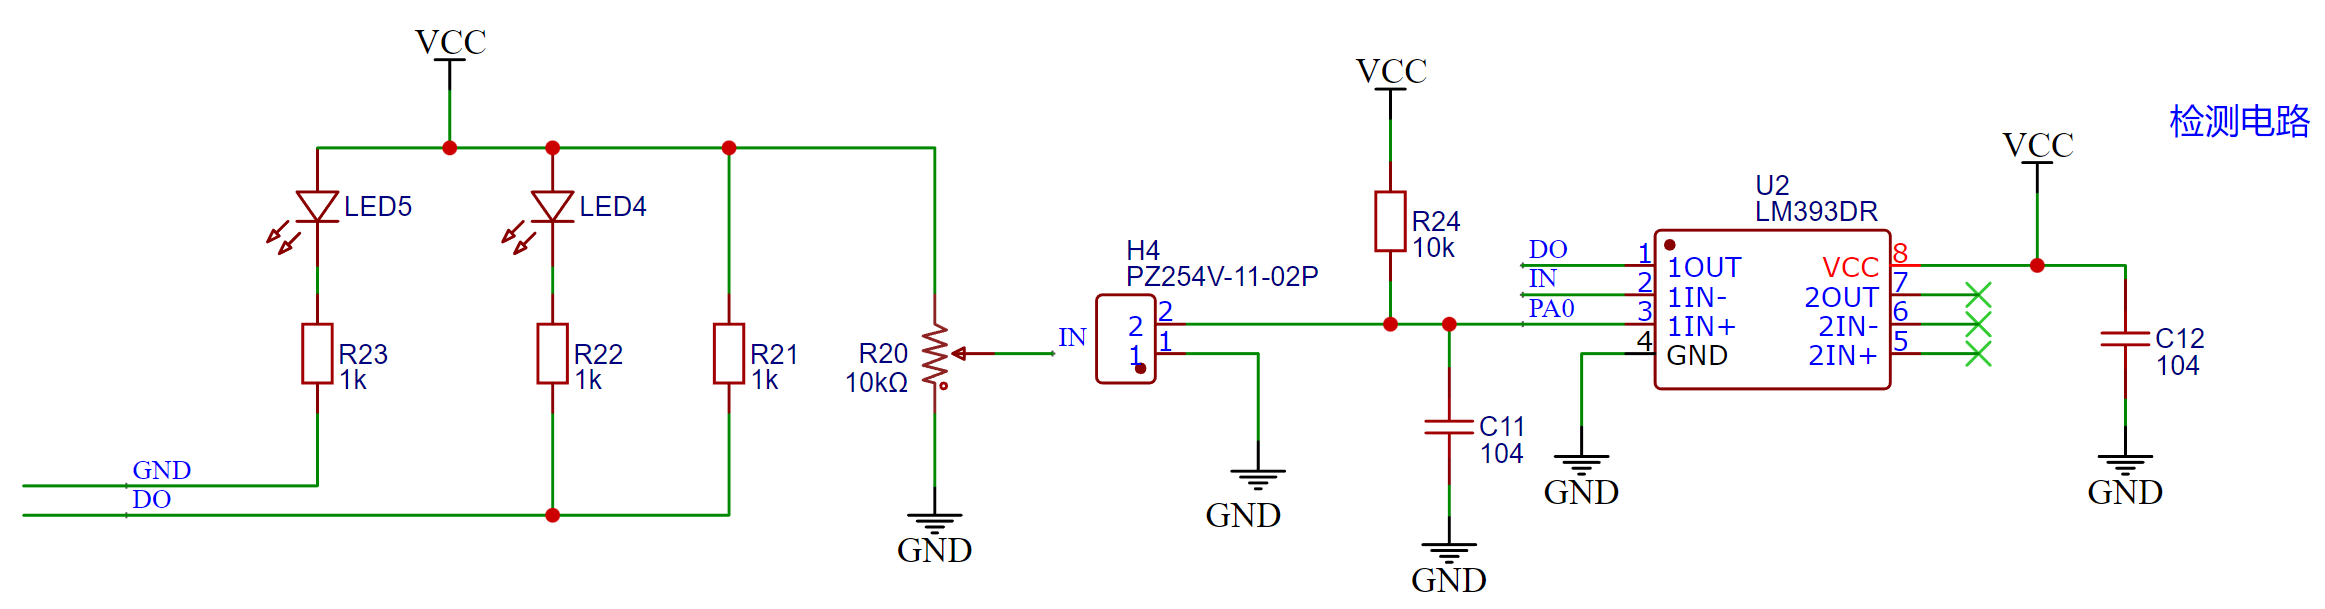 VCC
LED5
LED4
R23
1k
R22
1k
R21
1k
R20
10kΩ
GND
DO
GND
IN
H4
PZ254V-11-02P
2
1
2
1
GND
VCC
R24
10k
C11
104
GND
DO
IN
PA0
U2
LM393DR
1
2
3
4
1OUT
1IN-
1IN+
GND
VCC
2OUT
2IN-
2IN+
8
7
6
5
GND
VCC
C12
104
GND
检测电路